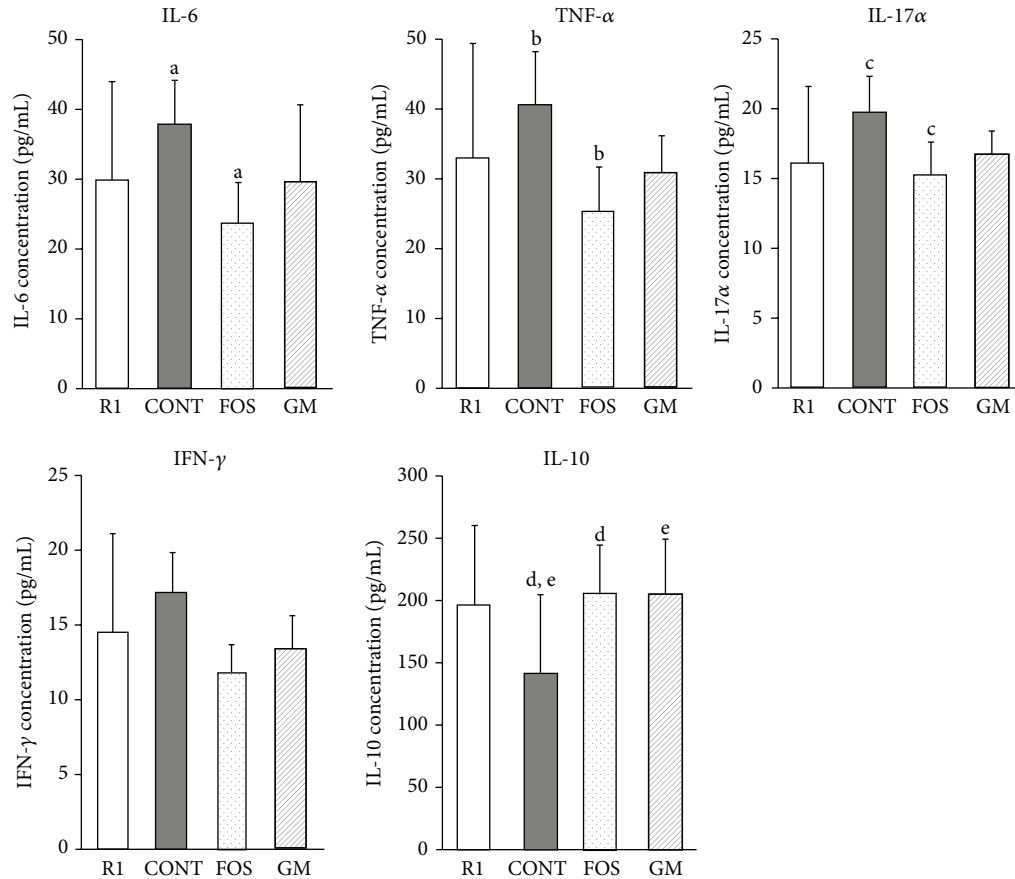 IL-6
IL-6 concentration (pg/mL)
50
40
30
20
10
0
a
a
R1 CONT FOS GM
TNF-α
TNF-α concentration (pg/mL)
50
40
30
20
10
0
b
b
R1 CONT FOS GM
IL-17α
IL-17α concentration (pg/mL)
25
20
15
10
5
0
c
c
R1 CONT FOS GM
IFN-γ
IFN-γ concentration (pg/mL)
25
20
15
10
5
0
R1 CONT FOS GM
IL-10
IL-10 concentration (pg/mL)
300
250
200
150
100
50
0
d, e
d
e
R1 CONT FOS GM